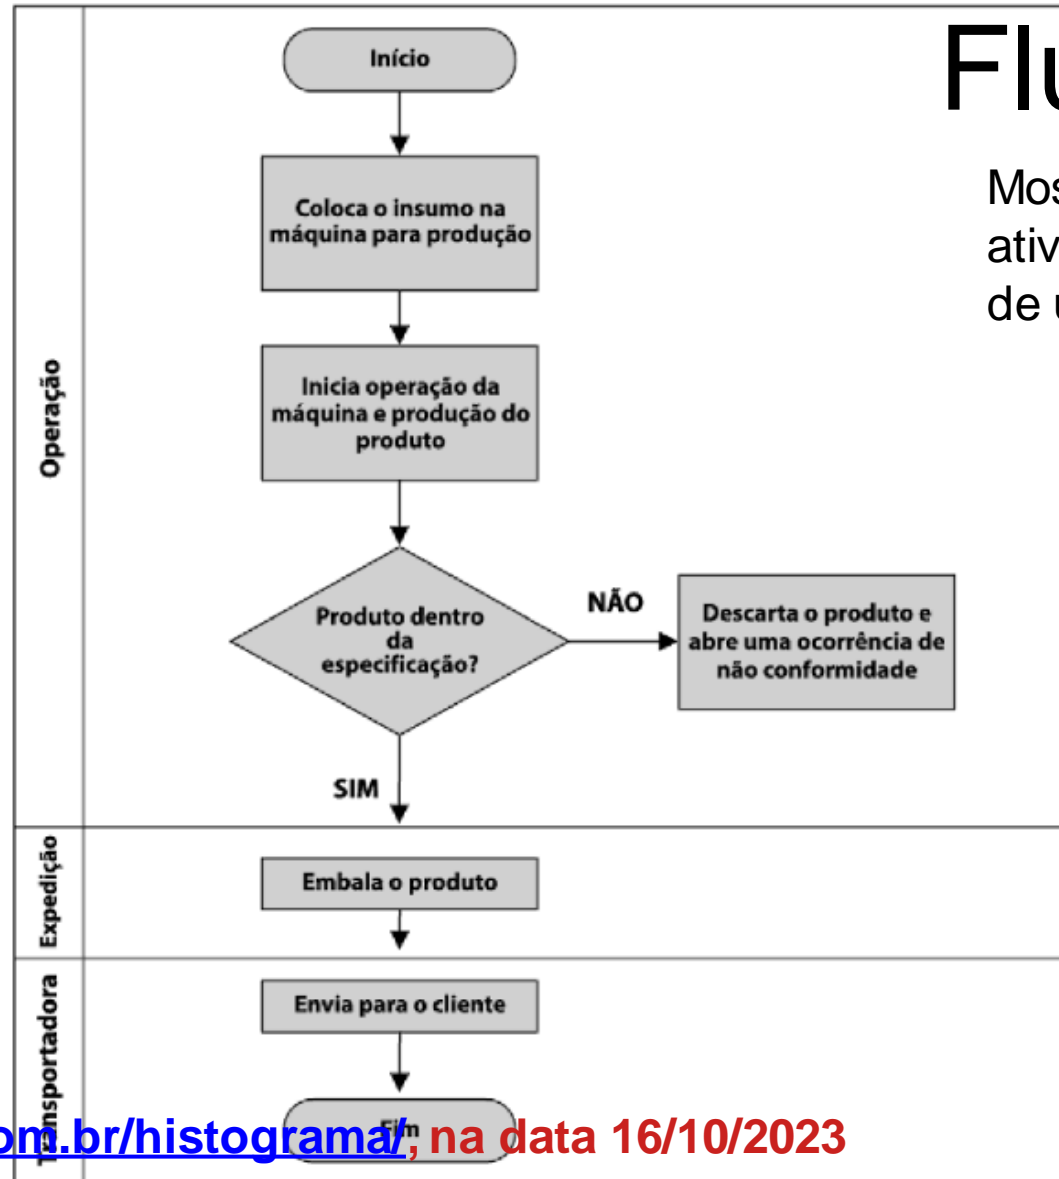 Início
Flu
Mos
ativ
de u
Coloca o insumo na
máquina para produção
Operação
Inicia operação da
máquina e produção do
produto
Produto dentro
da
especificação?
NÃO
Descarta o produto e
abre uma ocorrência de
não conformidade
SIM
Expedição
Embala o produto
Transportadora
Envia para o cliente
Fim
om.br/histograma/, na data 16/10/2023